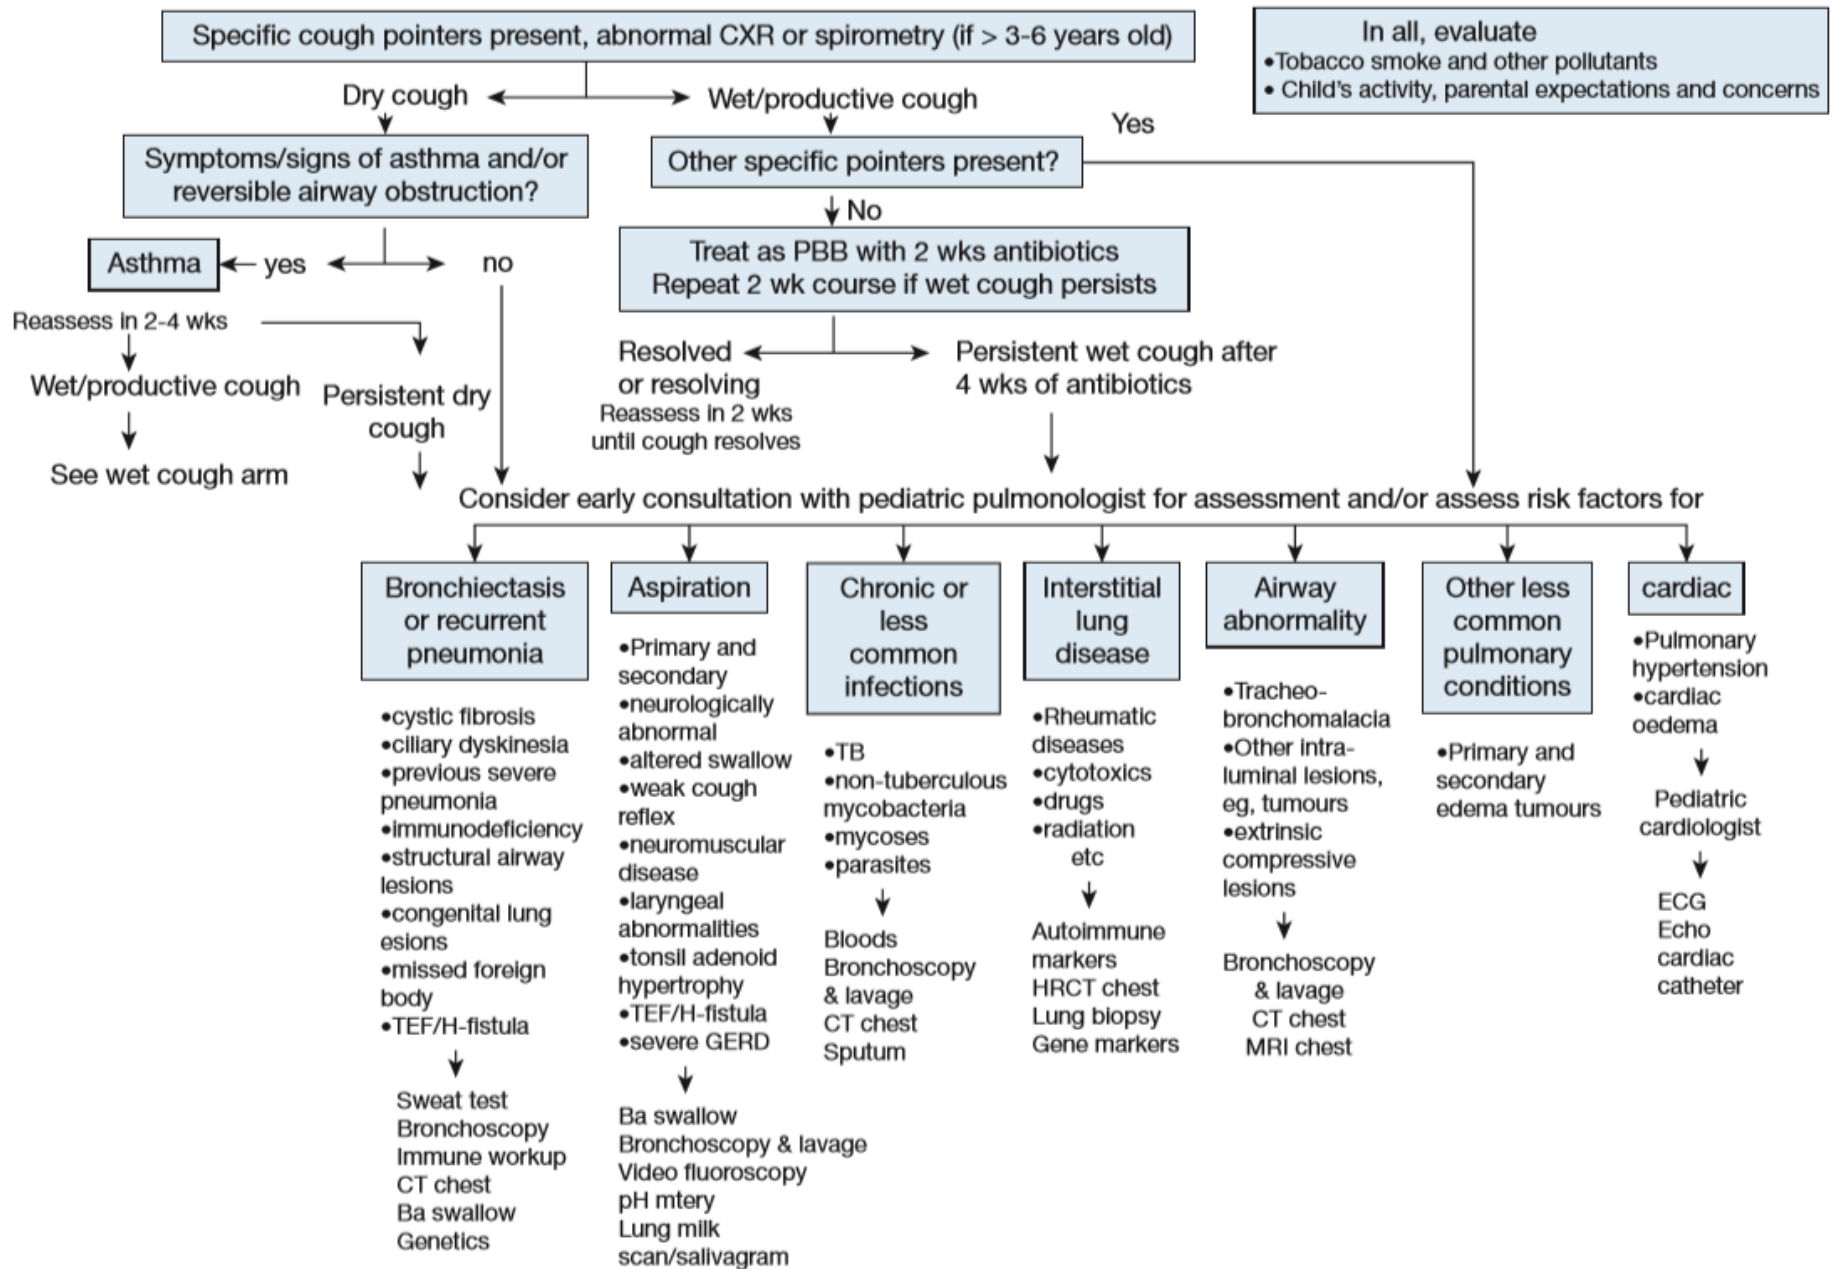 Specific cough pointers present, abnormal CXR or spirometry (if > 3-6 years old)
In all, evaluate
•Tobacco smoke and other pollutants
• Child's activity, parental expectations and concerns
Dry cough
Wet/productive cough
Yes
Symptoms/signs of asthma and/or
reversible airway obstruction?
Other specific pointers present?
No
Asthma
yes
no
Treat as PBB with 2 wks antibiotics
Repeat 2 wk course if wet cough persists
Reassess in 2-4 wks
Wet/productive cough
See wet cough arm
Persistent dry
cough
Resolved
or resolving
Reassess in 2 wks
until cough resolves
Persistent wet cough after
4 wks of antibiotics
Consider early consultation with pediatric pulmonologist for assessment and/or assess risk factors for
Bronchiectasis
or recurrent
pneumonia
•cystic fibrosis
•ciliary dyskinesia
•previous severe
pneumonia
•immunodeficiency
•structural airway
lesions
•congenital lung
esions
•missed foreign
body
•TEF/H-fistula
Sweat test
Bronchoscopy
Immune workup
CT chest
Ba swallow
Genetics
Aspiration
•Primary and
secondary
•neurologically
abnormal
•altered swallow
•weak cough
reflex
•neuromuscular
disease
•laryngeal
abnormalities
•tonsil adenoid
hypertrophy
•TEF/H-fistula
•severe GERD
Ba swallow
Bronchoscopy & lavage
Video fluoroscopy
pH mtery
Lung milk
scan/salivagram
Chronic or
less
common
infections
•TB
•non-tuberculous
mycobacteria
•mycoses
•parasites
Bloods
Bronchoscopy
& lavage
CT chest
Sputum
Interstitial
lung
disease
•Rheumatic
diseases
•cytotoxics
•drugs
•radiation
etc
Autoimmune
markers
HRCT chest
Lung biopsy
Gene markers
Airway
abnormality
•Tracheo-
bronchomalacia
•Other intra-
luminal lesions,
eg, tumours
•extrinsic
compressive
lesions
Bronchoscopy
& lavage
CT chest
MRI chest
Other less
common
pulmonary
conditions
•Primary and
secondary
edema tumours
cardiac
•Pulmonary
hypertension
•cardiac
oedema
Pediatric
cardiologist
ECG
Echo
cardiac
catheter